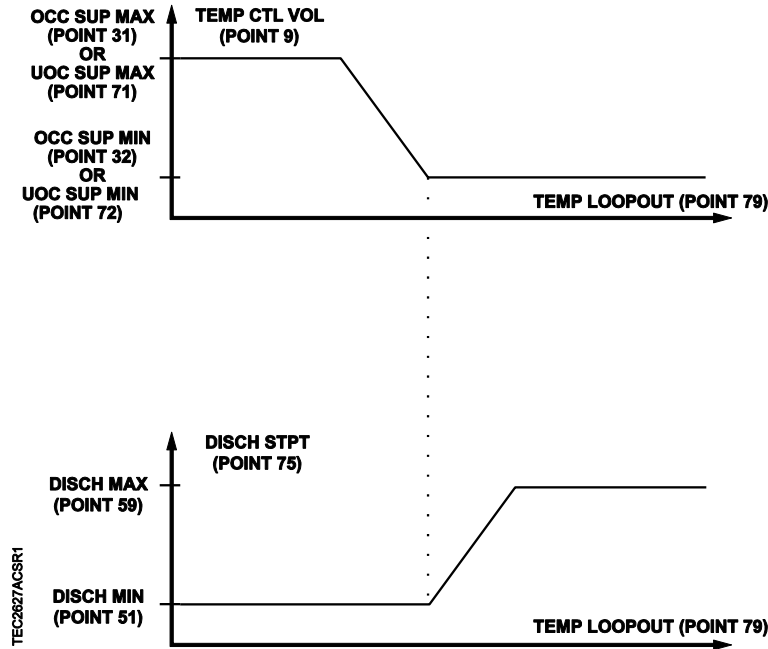 OCC SUP MAX
(POINT 31)
OR
UOC SUP MAX
(POINT 71)
TEMP CTL VOL
(POINT 9)
OCC SUP MIN
(POINT 32)
OR
UOC SUP MIN
(POINT 72)
TEMP LOOPOUT (POINT 79)
DISCH STPT
(POINT 75)
DISCH MAX
(POINT 59)
DISCH MIN
(POINT 51)
TEMP LOOPOUT (POINT 79)
TEC2627ACSR1